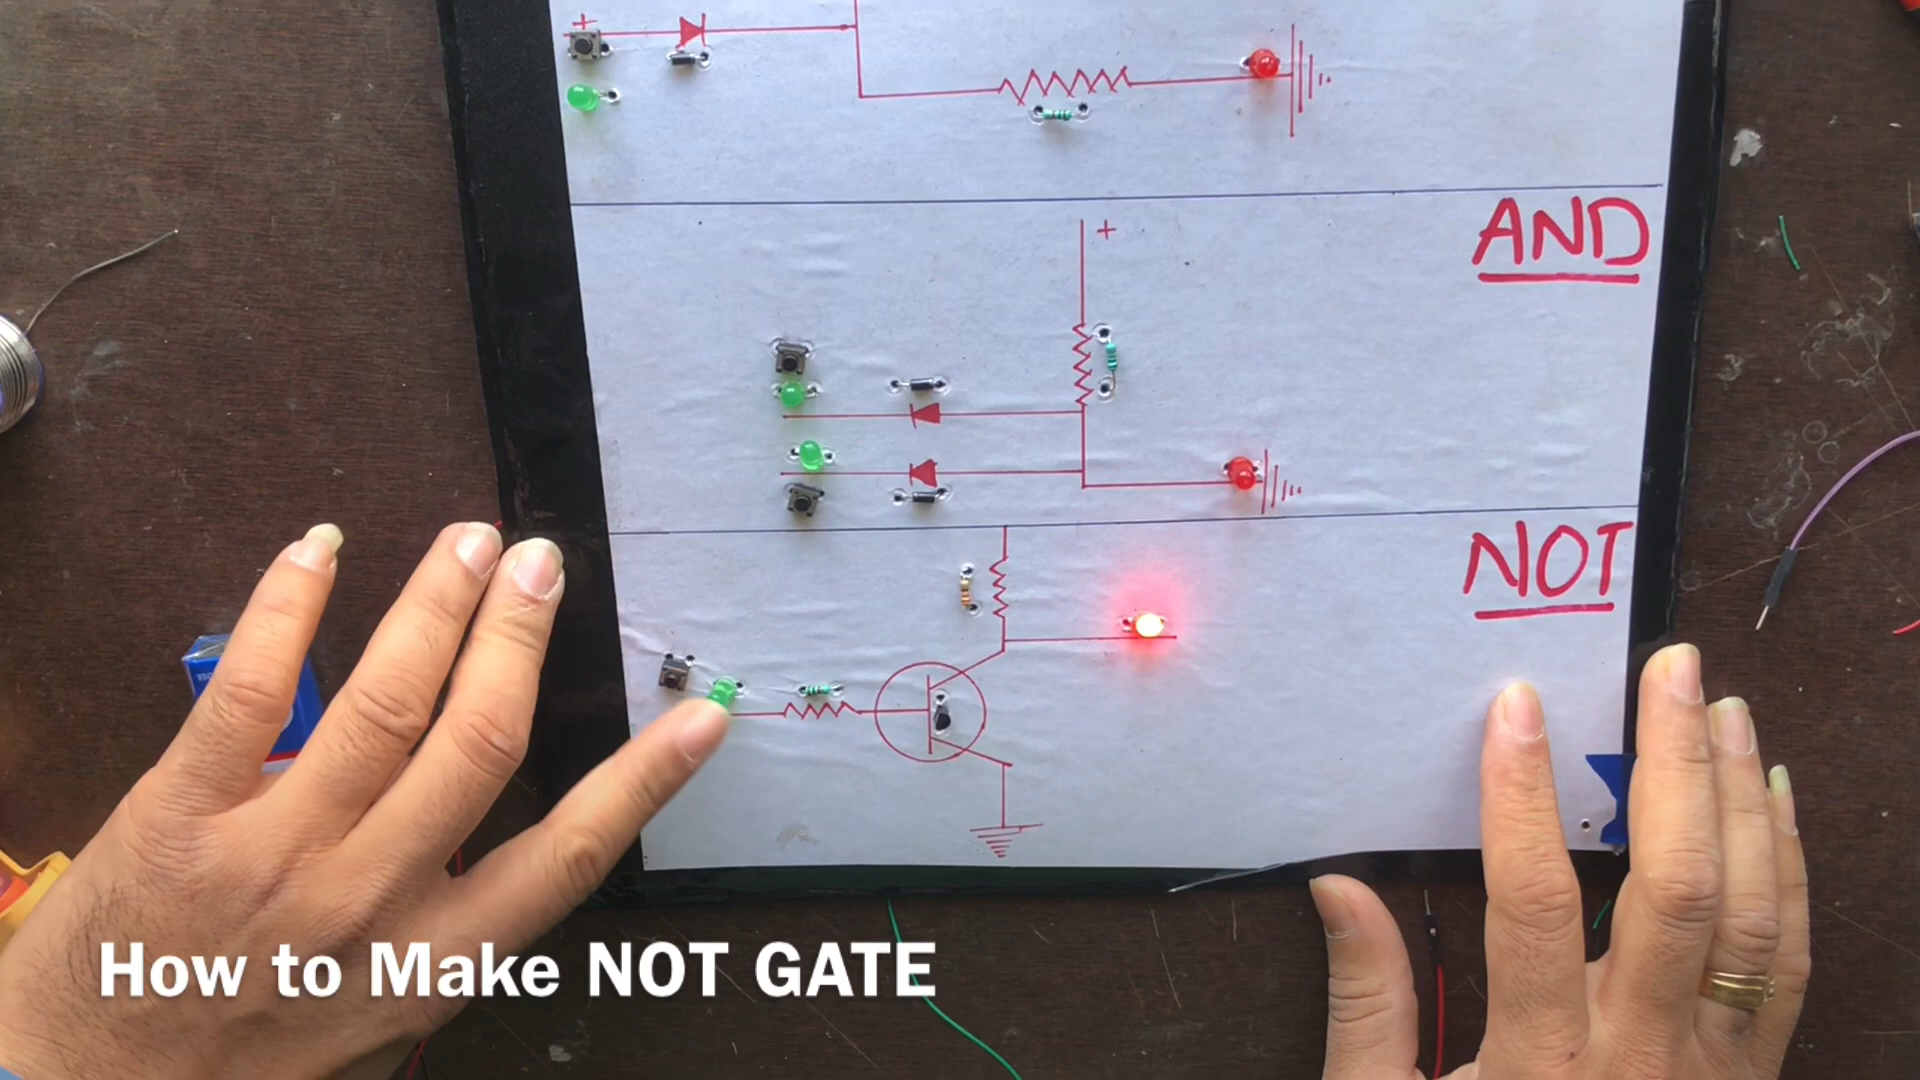 +
+
AND
NOT
How to Make NOT GATE